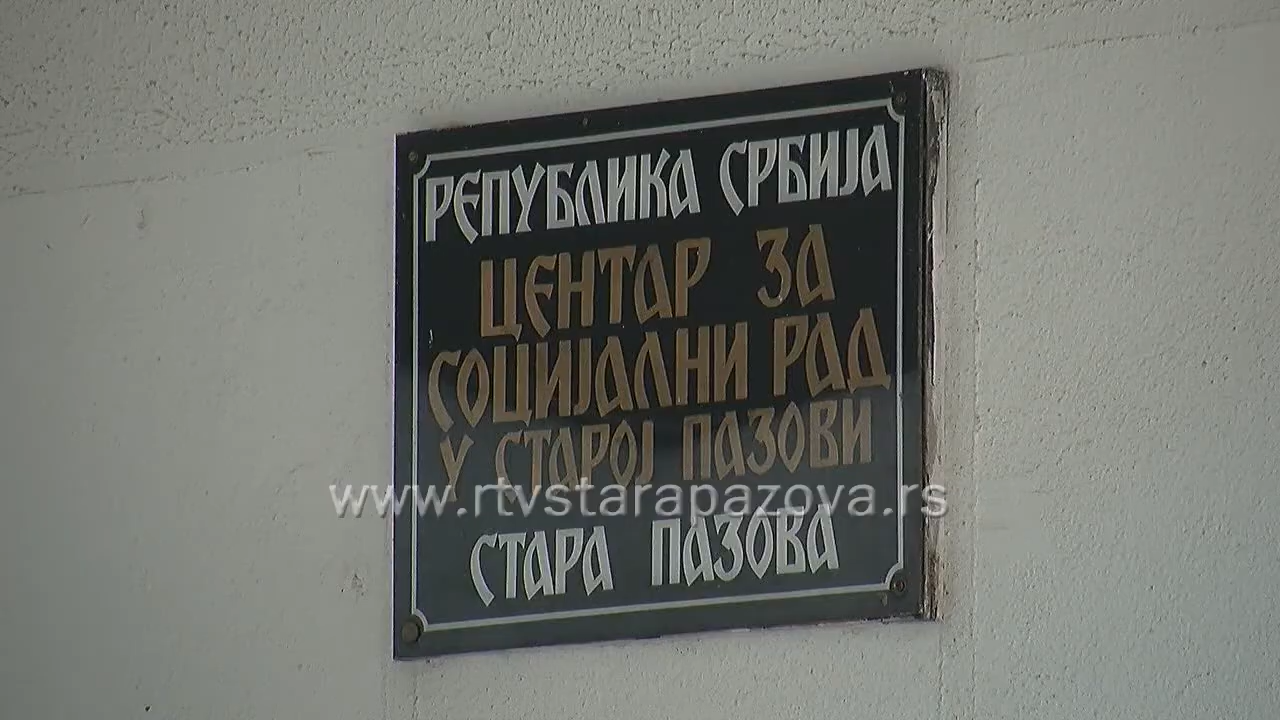 РЕПУБЛИКА СРБИЈА
ЦЕНТАР ЗА
СОЦИЈАЛНИ РАД
У СТАРОЈ ПАЗОВИ
www.rtvstarapazova.rs
СТАРА ПАЗОВА